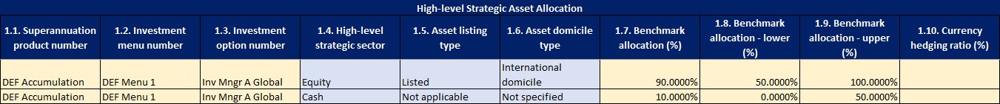 High-level Strategic Asset Allocation
1.1. Superannuation product number | 1.2. Investment menu number | 1.3. Investment option number | 1.4. High-level strategic sector | 1.5. Asset listing type | 1.6. Asset domicile type | 1.7. Benchmark allocation (%) | 1.8. Benchmark allocation - lower (%) | 1.9. Benchmark allocation - upper (%) | 1.10. Currency hedging ratio (%)
DEF Accumulation | DEF Menu 1 | Inv Mngr A Global | Equity | Listed | International domicile | 90.0000% | 50.0000% | 100.0000%
DEF Accumulation | DEF Menu 1 | Inv Mngr A Global | Cash | Not applicable | Not specified | 10.0000% | 0.0000% | 50.0000%